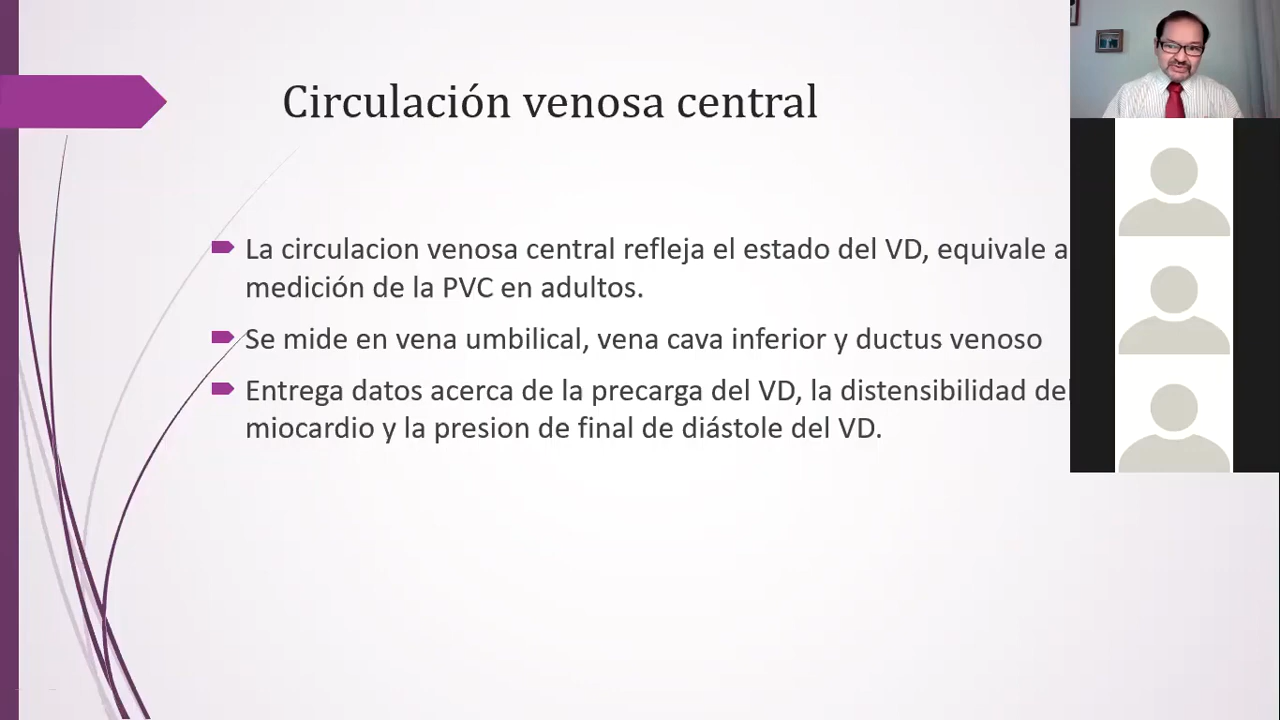 Circulación venosa central
La circulacion venosa central refleja el estado del VD, equivale a
medición de la PVC en adultos.
Se mide en vena umbilical, vena cava inferior y ductus venoso
Entrega datos acerca de la precarga del VD, la distensibilidad del
miocardio y la presion de final de diástole del VD.